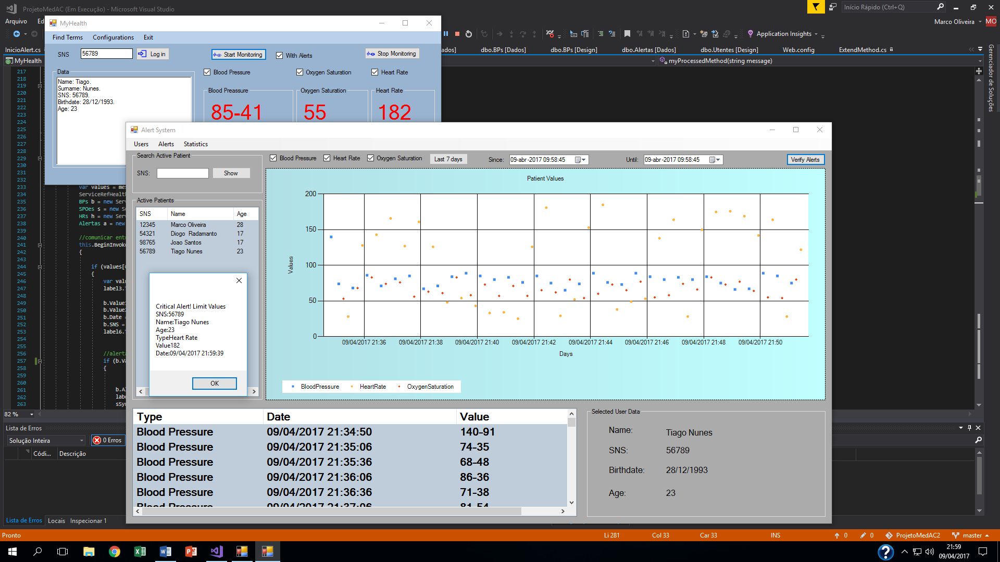 ProjetoMedAC (Em Execução) - Microsoft Visual Studio
Início Rápido (Ctrl+Q)
Arquivo
Marco Oliveira
MO
Application Insights
InicioAlert.cs
dbo.BPs [Dados]
dbo.BPs [Design]
dbo.Alertas [Dados]
dbo.Utentes [Design]
Web.config
ExtendMethod.cs
MyHealth
myProcessedMethod(string message)
Gerenciador de Soluções
MyHealth
Find Terms
Configurations
Exit
SNS
56789
Log in
Start Monitoring
With Alerts
Stop Monitoring
Data
Name: Tiago.
Surname: Nunes.
SNS: 56789.
Birthdate: 28/12/1993.
Age: 23
Blood Pressure
Oxygen Saturation
Heart Rate
Blood Preassure
Oxygen Saturation
Heart Rate
85-41
55
182
217
218
219
220
221
222
223
224
225
226
227
228
229
230
231
232
233
234 ServiceRefHealt
235 BPs b = new Serv
236 SPOes s = new Se
237 HRs h = new Serv
238 Alertas a = new
239
240 //comunicar entr
241 this.BeginInvoke
242 {
243
244 if (values[
245 {
246 var valu
247 label3.T
248
249 b.Value
250 b.Value
251 b.Date =
252 b.SNS =
253 label6.T
254
255
256 //alerta
257 if (b.Va
258 {
259
260
261 b.Al
262 labe
263 sSyn
82 %
Lista de Erros
Solução Inteira
0 Erros
Códi...
Descrição
Lista de Erros
Locais
Inspecionar 1
Alert System
Users
Alerts
Statistics
Search Active Patient
SNS:
Show
Blood Pressure
Heart Rate
Oxygen Saturation
Last 7 days
Since:
09-abr-2017 09:58:45
Until:
09-abr-2017 09:58:45
Verify Alerts
Active Patients
SNS Name Age
12345 Marco Oliveira 28
54321 Diogo Radamanto 17
98765 Joao Santos 17
56789 Tiago Nunes 23
Critical Alert! Limit Values
SNS:56789
Name:Tiago Nunes
Age:23
TypeHeart Rate
Value182
Date:09/04/2017 21:59:39
OK
Patient Values
Values
200
150
100
50
0
09/04/2017 21:36
09/04/2017 21:38
09/04/2017 21:40
09/04/2017 21:42
09/04/2017 21:44
09/04/2017 21:46
09/04/2017 21:48
09/04/2017 21:50
Days
BloodPressure
HeartRate
OxygenSaturation
Type Date Value
Blood Pressure 09/04/2017 21:34:50 140-91
Blood Pressure 09/04/2017 21:35:06 74-35
Blood Pressure 09/04/2017 21:35:36 68-48
Blood Pressure 09/04/2017 21:36:06 86-36
Blood Pressure 09/04/2017 21:36:36 71-38
Blood Pressure 09/04/2017 21:37:06 81-54
Selected User Data
Name: Tiago Nunes
SNS: 56789
Birthdate: 28/12/1993
Age: 23
Pronto
Li 281
Col 33
Car 33
INS
0
0
ProjetoMedAC2
master
21:59
09/04/2017